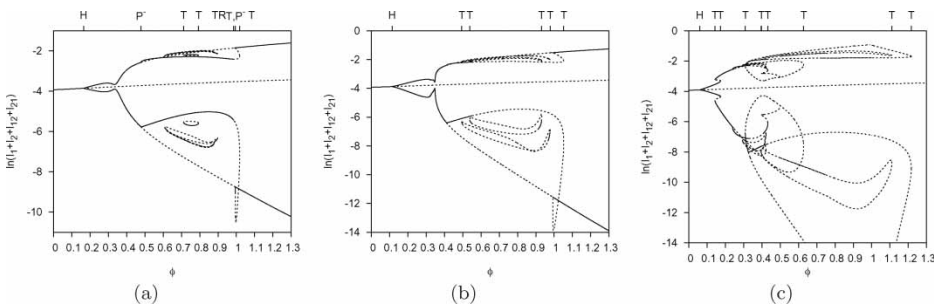 H P⁻ T T TR T,P⁻ T
ln(I₁+I₂+I₁₂+I₂₁)
-2
-4
-6
-8
-10
0 0.1 0.2 0.3 0.4 0.5 0.6 0.7 0.8 0.9 1 1.1 1.2 1.3
ϕ
(a)
H T T T T T
ln(I₁+I₂+I₁₂+I₂₁)
-2
-4
-6
-8
-10
-12
-14
0 0.1 0.2 0.3 0.4 0.5 0.6 0.7 0.8 0.9 1 1.1 1.2 1.3
ϕ
(b)
H TT T TT T T T
ln(I₁+I₂+I₁₂+I₂₁)
0
-2
-4
-6
-8
-10
-12
-14
0 0.1 0.2 0.3 0.4 0.5 0.6 0.7 0.8 0.9 1 1.1 1.2 1.3
ϕ
(c)